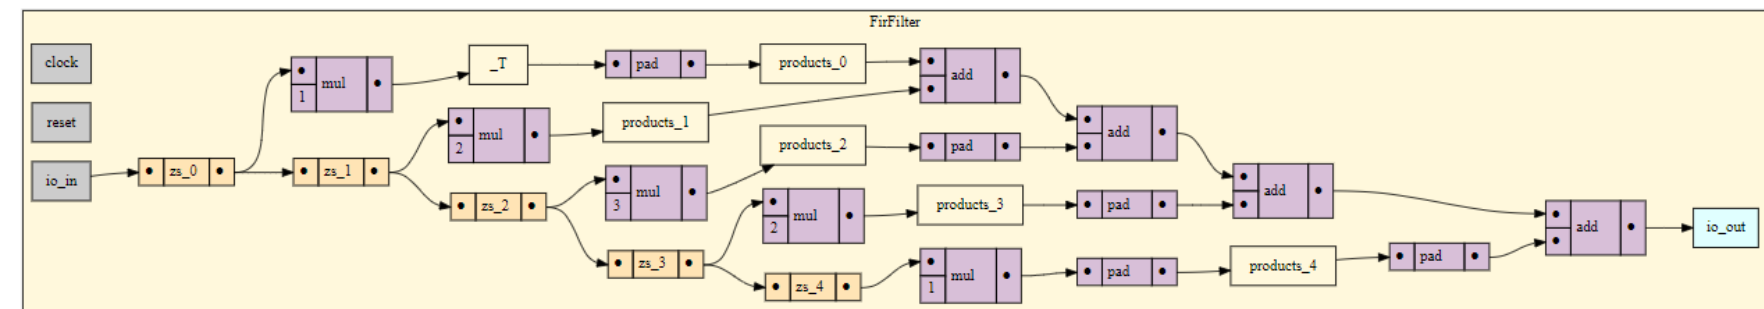 FirFilter
clock
reset
io_in
zs_0
mul
1
zs_1
_T
mul
2
zs_2
pad
products_1
mul
3
zs_3
products_0
products_2
mul
2
zs_4
add
pad
products_3
mul
1
add
pad
pad
add
products_4
pad
add
io_out